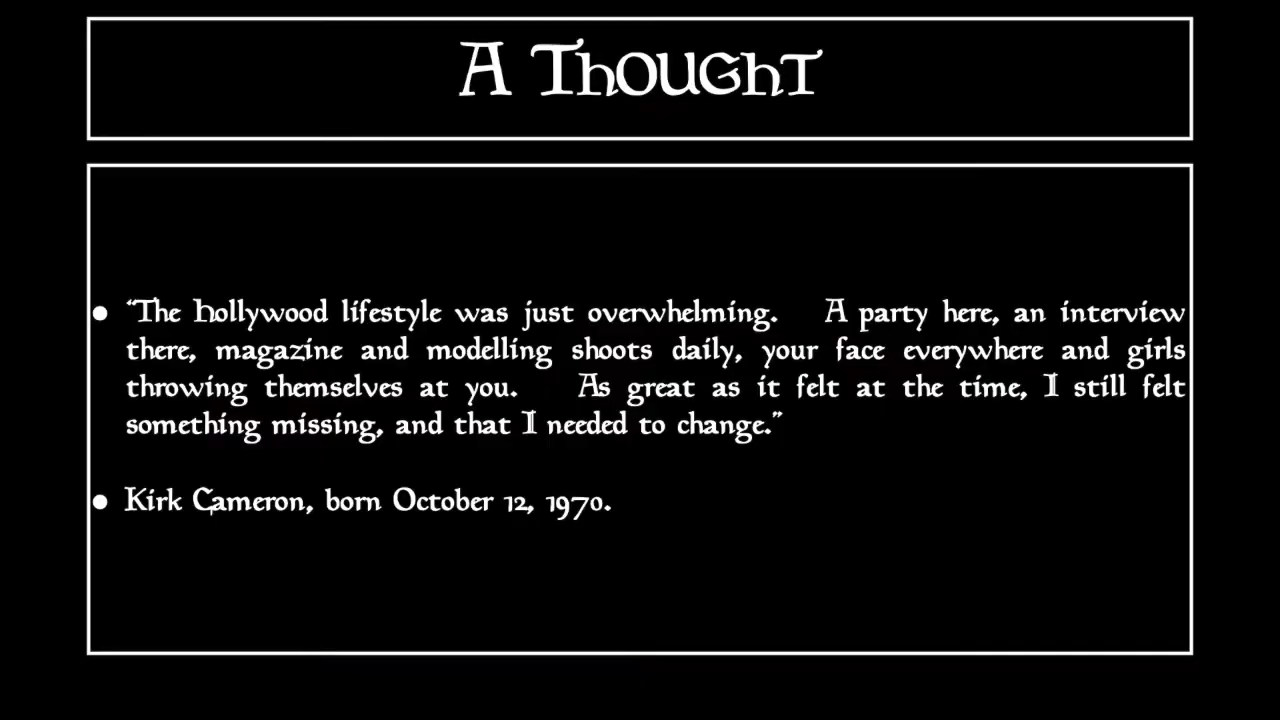 A Thought
• “The Hollywood lifestyle was just overwhelming. A party here, an interview
there, magazine and modelling shoots daily, your face everywhere and girls
throwing themselves at you. As great as it felt at the time, I still felt
something missing, and that I needed to change.”
• Kirk Cameron, born October 12, 1970.